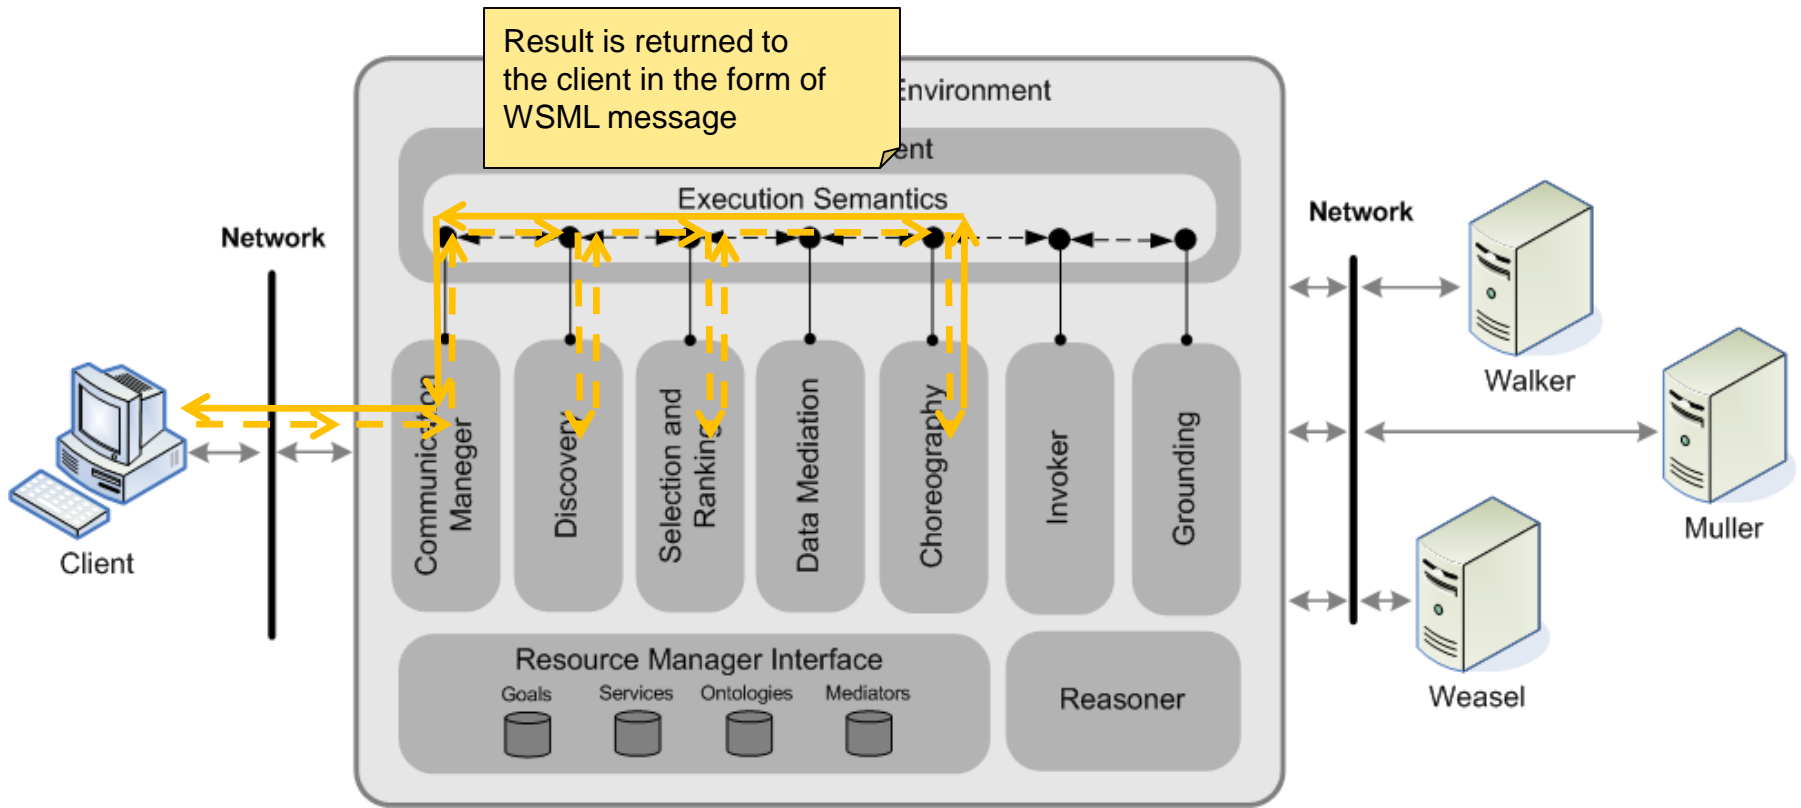 Result is returned to
the client in the form of
WSML message
Environment
ent
Execution Semantics
Network
Network
Client
Communication
Maneger
Discovery
Selection and
Ranking
Data Mediation
Choreography
Invoker
Grounding
Walker
Muller
Weasel
Resource Manager Interface
Goals
Services
Ontologies
Mediators
Reasoner